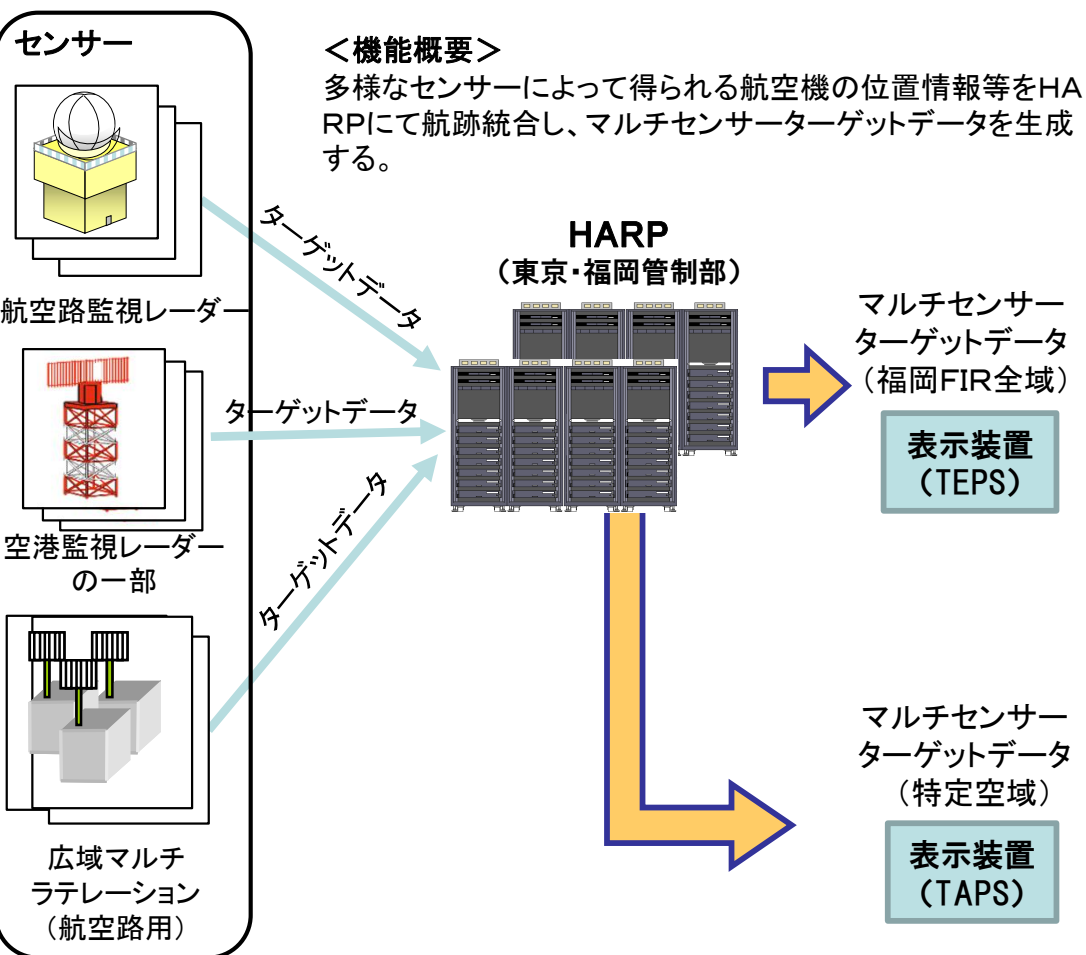 センサー
＜機能概要＞
多様なセンサーによって得られる航空機の位置情報等をHA
RPにて航跡統合し、マルチセンサーターゲットデータを生成
する。
航空路監視レーダー
空港監視レーダー
の一部
広域マルチ
ラテレーション
（航空路用）
ターゲットデータ
ターゲットデータ
ターゲットデータ
HARP
（東京・福岡管制部）
マルチセンサー
ターゲットデータ
（福岡FIR全域）
表示装置
（TEPS）
マルチセンサー
ターゲットデータ
（特定空域）
表示装置
（TAPS）